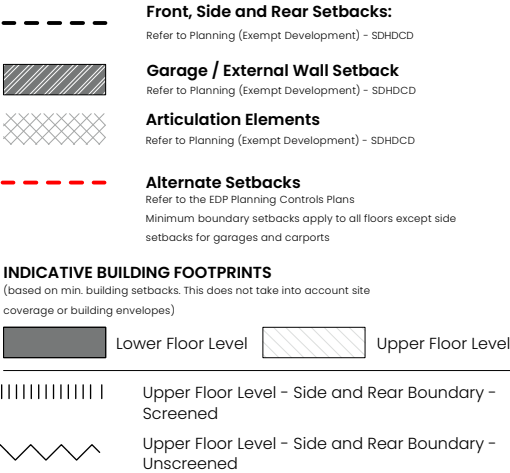 Front, Side and Rear Setbacks:
Refer to Planning (Exempt Development) - SDHDCD
Garage / External Wall Setback
Refer to Planning (Exempt Development) - SDHDCD
Articulation Elements
Refer to Planning (Exempt Development) - SDHDCD
Alternate Setbacks
Refer to the EDP Planning Controls Plans
Minimum boundary setbacks apply to all floors except side
setbacks for garages and carports
INDICATIVE BUILDING FOOTPRINTS
(based on min. building setbacks. This does not take into account site
coverage or building envelopes)
Lower Floor Level
Upper Floor Level
Upper Floor Level - Side and Rear Boundary -
Screened
Upper Floor Level - Side and Rear Boundary -
Unscreened